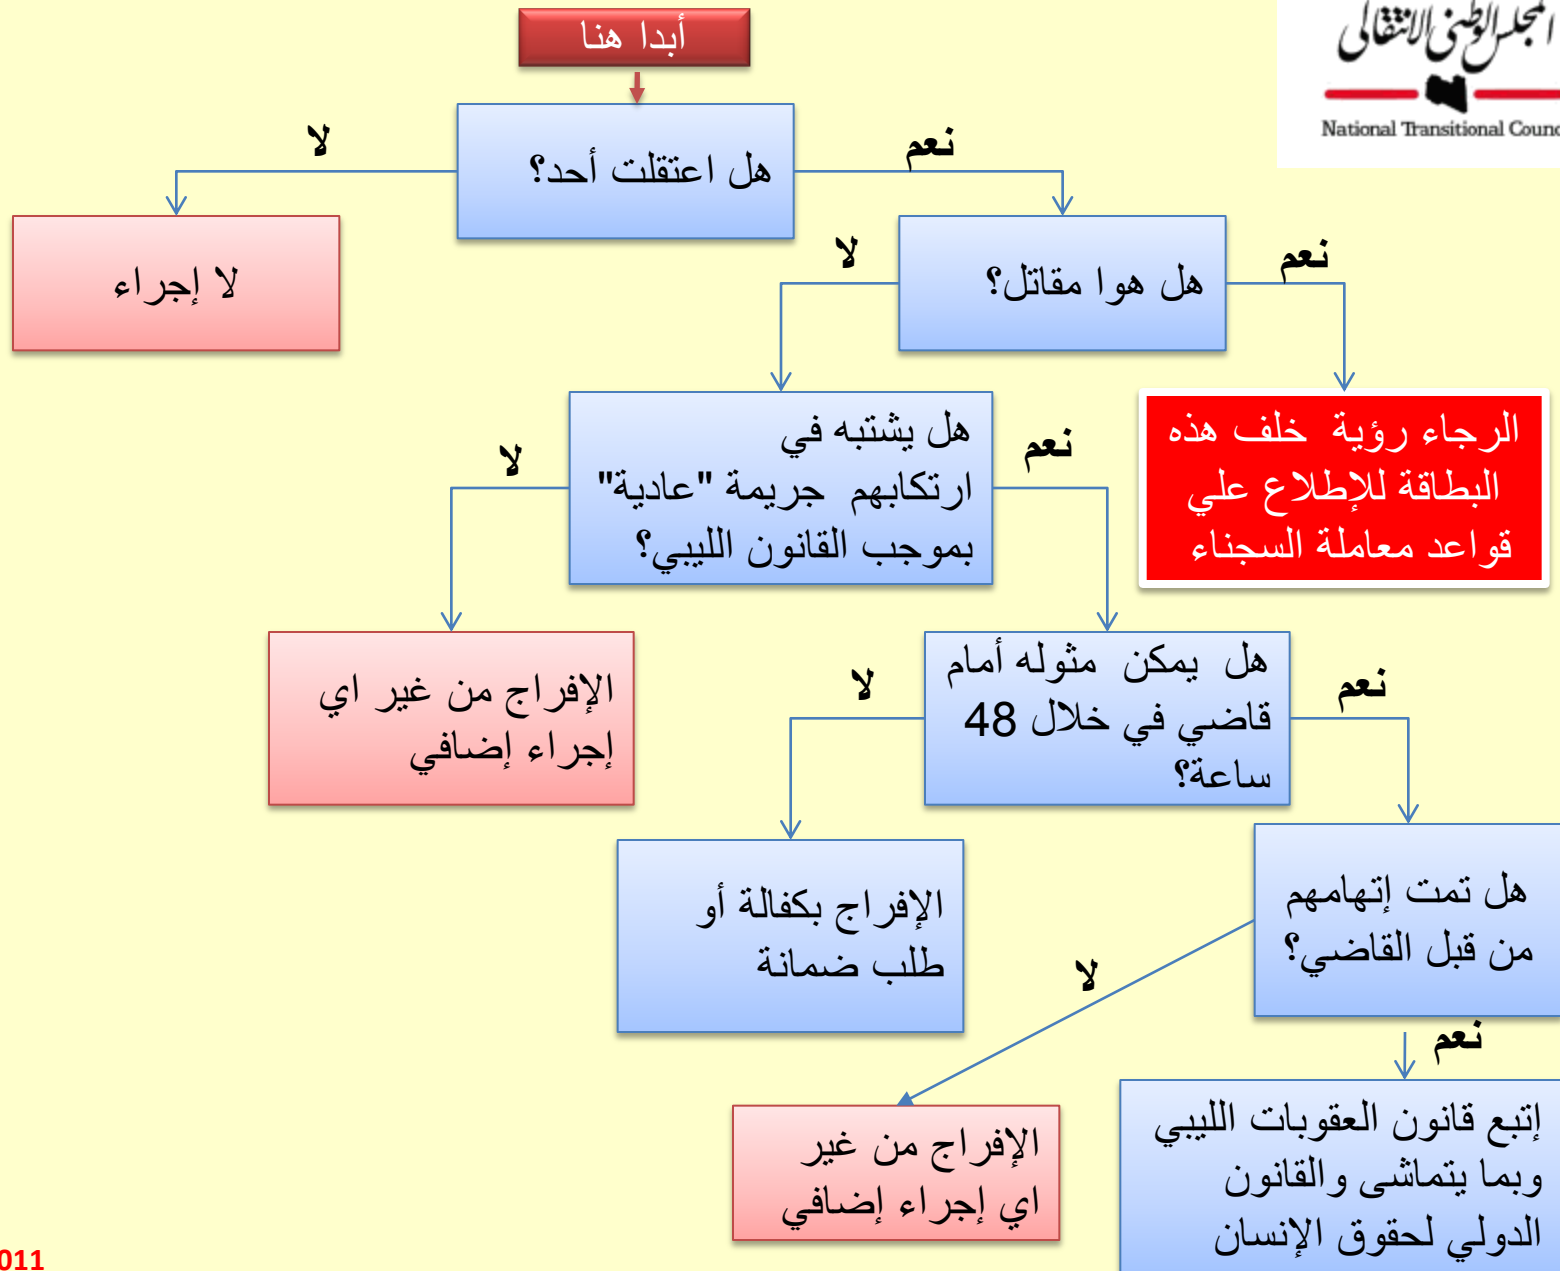 المجلس الوطني الانتقالي
National Transitional Counc
أبدا هنا
هل اعتقلت أحد؟
لا
نعم
لا إجراء
هل هوا مقاتل؟
لا
نعم
الرجاء رؤية خلف هذه
البطاقة للإطلاع علي
قواعد معاملة السجناء
هل يشتبه في
ارتكابهم جريمة "عادية"
بموجب القانون الليبي؟
لا
نعم
الإفراج من غير اي
إجراء إضافي
هل يمكن مثوله أمام
قاضي في خلال 48
ساعة؟
لا
نعم
الإفراج بكفالة أو
طلب ضمانة
هل تمت إتهامهم
من قبل القاضي؟
لا
نعم
الإفراج من غير
اي إجراء إضافي
إتبع قانون العقوبات الليبي
وبما يتماشى والقانون
الدولي لحقوق الإنسان
011